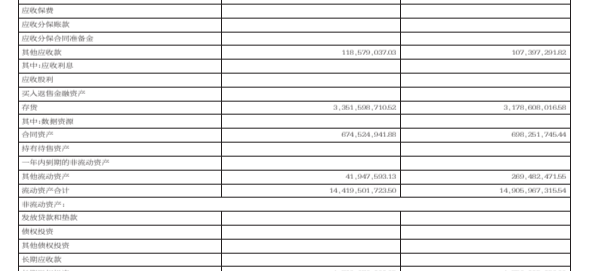 应收保费
应收分保账款
应收分保合同准备金
其他应收款 118,579,037.03 107,397,291.82
其中:应收利息
应收股利
买入返售金融资产
存货 3,351,598,710.52 3,178,608,016.58
其中:数据资源
合同资产 674,524,941.88 698,251,745.44
持有待售资产
一年内到期的非流动资产
其他流动资产 41,947,593.13 269,482,471.55
流动资产合计 14,419,501,723.50 14,905,967,315.54
非流动资产:
发放贷款和垫款
债权投资
其他债权投资
长期应收款